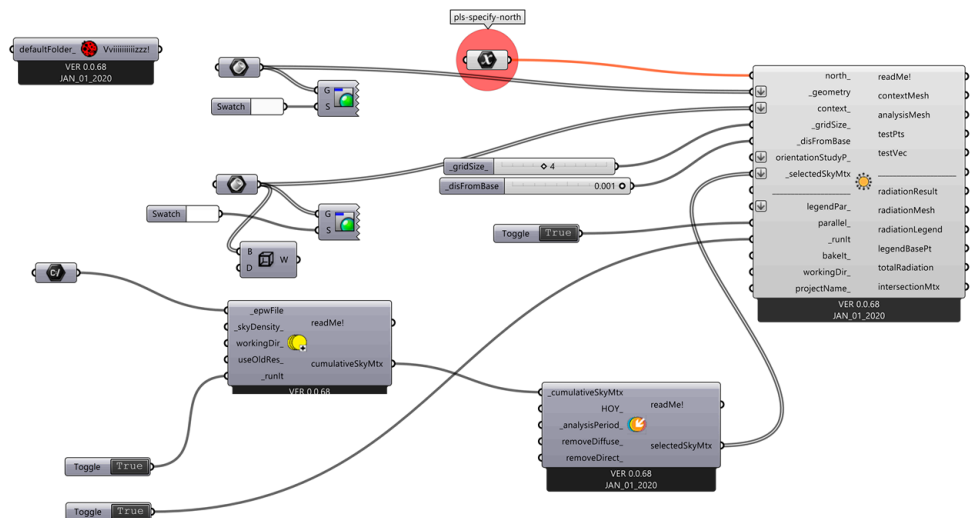 pls-specify-north
defaultFolder_
Vviiiiiiiiiizzz!
VER 0.0.68
JAN_01_2020
G
S
Swatch
_gridSize_
4
_disFromBase
0.001
G
S
Swatch
B
D
W
Toggle
True
C:/
_epwFile
_skyDensity_
workingDir_
useOldRes_
_runIt
readMe!
cumulativeSkyMtx
VER 0.0.68
Toggle
True
Toggle
True
_cumulativeSkyMtx
HOY_
_analysisPeriod_
removeDiffuse_
removeDirect_
readMe!
selectedSkyMtx
VER 0.0.68
JAN_01_2020
north_
_geometry
context_
_gridSize_
_disFromBase
orientationStudyP_
_selectedSkyMtx
legendPar_
parallel_
_runIt
bakeIt_
workingDir_
projectName_
readMe!
contextMesh
analysisMesh
testPts
testVec
radiationResult
radiationMesh
radiationLegend
legendBasePt
totalRadiation
intersectionMtx
VER 0.0.68
JAN_01_2020